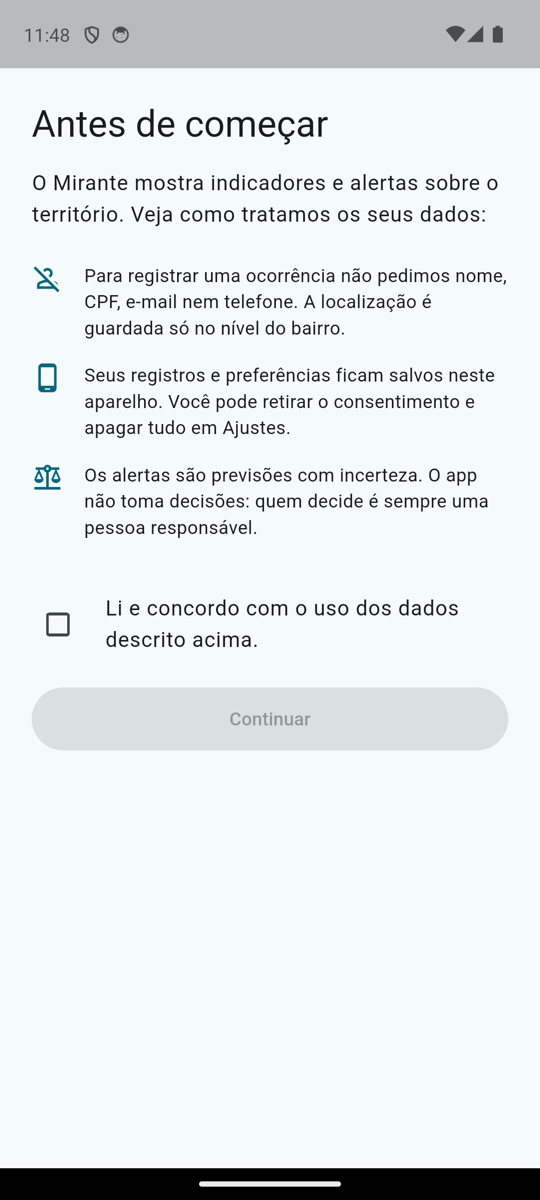 11:48
Antes de começar
O Mirante mostra indicadores e alertas sobre o
território. Veja como tratamos os seus dados:
Para registrar uma ocorrência não pedimos nome,
CPF, e-mail nem telefone. A localização é
guardada só no nível do bairro.
Seus registros e preferências ficam salvos neste
aparelho. Você pode retirar o consentimento e
apagar tudo em Ajustes.
Os alertas são previsões com incerteza. O app
não toma decisões: quem decide é sempre uma
pessoa responsável.
Li e concordo com o uso dos dados
descrito acima.
Continuar